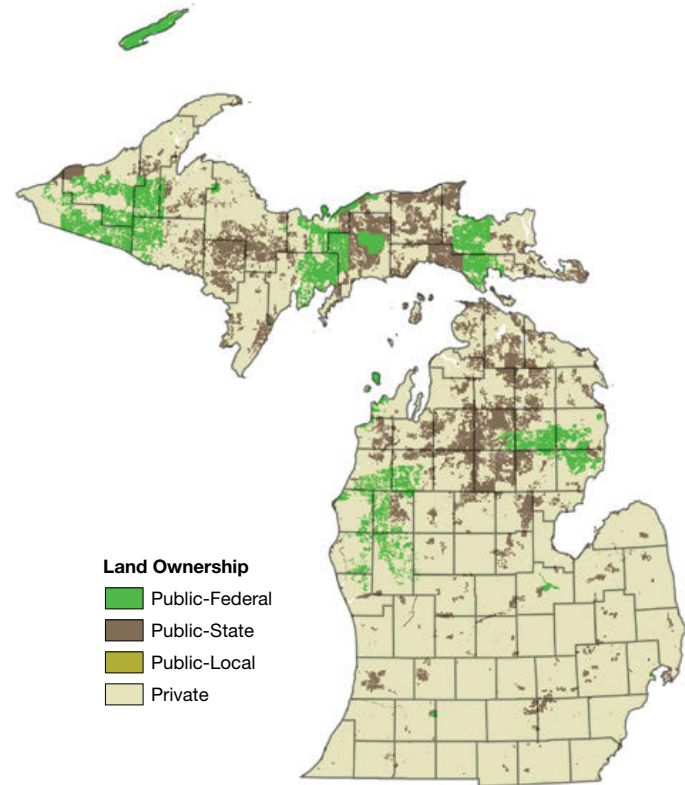 Land Ownership
Public-Federal
Public-State
Public-Local
Private